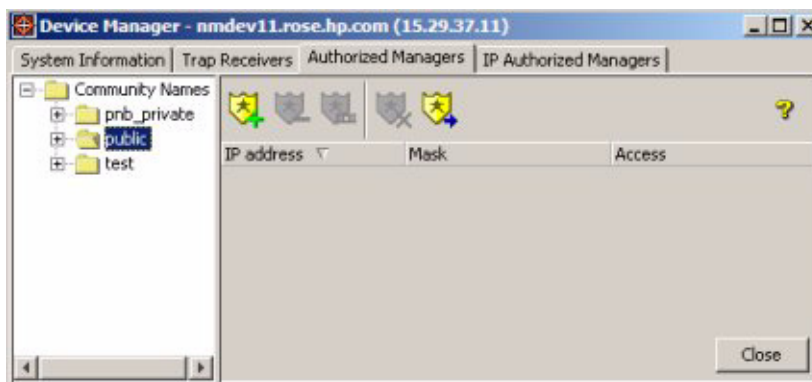 Device Manager - nmdev11.rose.hp.com (15.29.37.11)
System Information Trap Receivers Authorized Managers IP Authorized Managers
Community Names
pnb_private
public
test
IP address Mask Access
Close